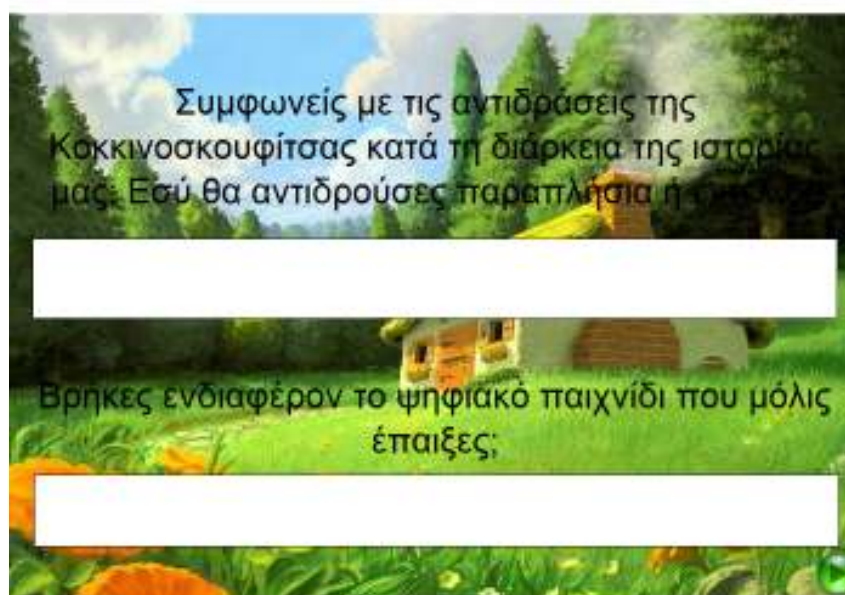 Συμφωνείς με τις αντιδράσεις της
Κοκκινοσκουφίτσας κατά τη διάρκεια της ιστορίας
μας; Εσύ θα αντιδρούσες παραπλήσια ή
Βρήκες ενδιαφέρον το ψηφιακό παιχνίδι που μόλις
έπαιξες;